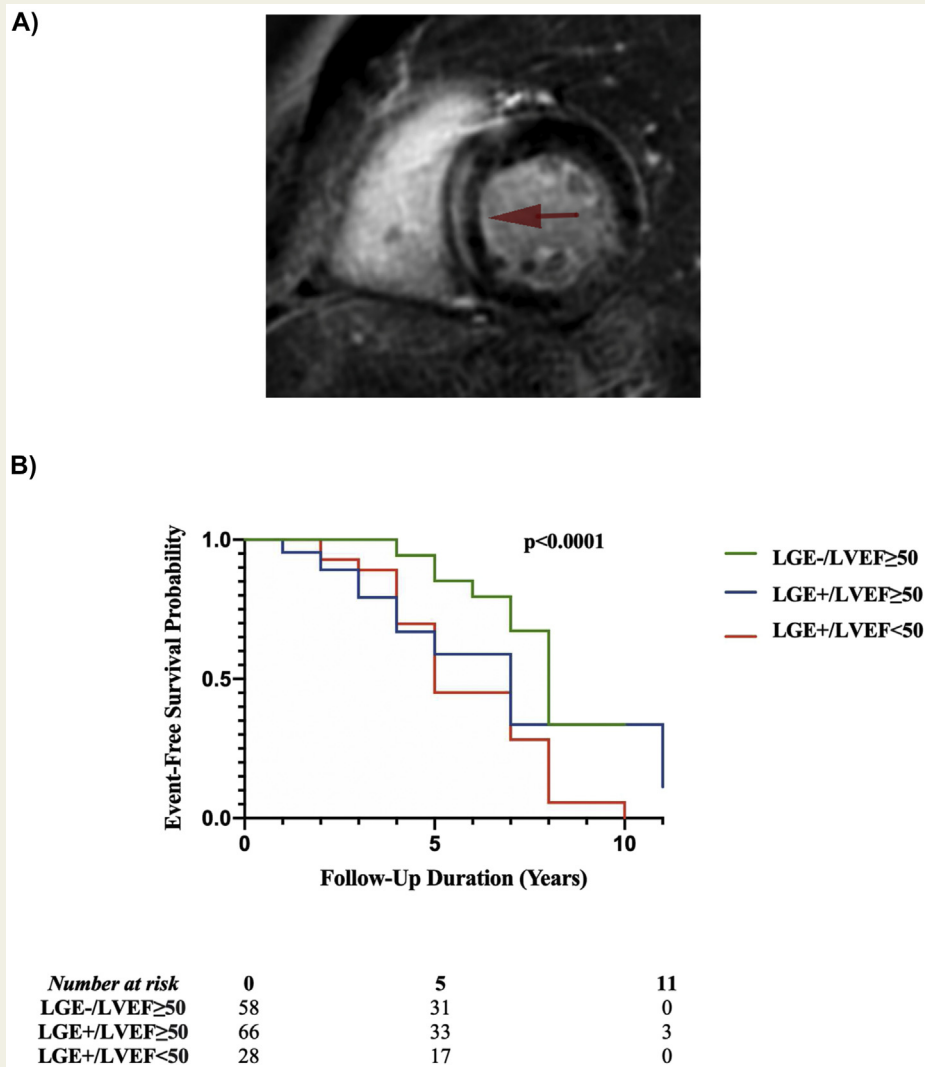 A)
B)
Event-Free Survival Probability
1.0
0.5
0.0
p<0.0001
LGE-/LVEF≥50
LGE+/LVEF≥50
LGE+/LVEF<50
0 5 10
Follow-Up Duration (Years)
Number at risk 0 5 11
LGE-/LVEF≥50 58 31 0
LGE+/LVEF≥50 66 33 3
LGE+/LVEF<50 28 17 0